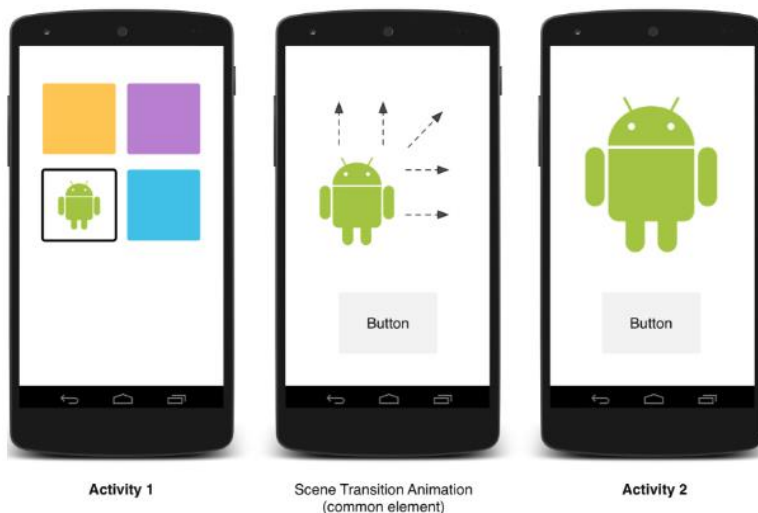 Button
Button
Activity 1
Scene Transition Animation
(common element)
Activity 2